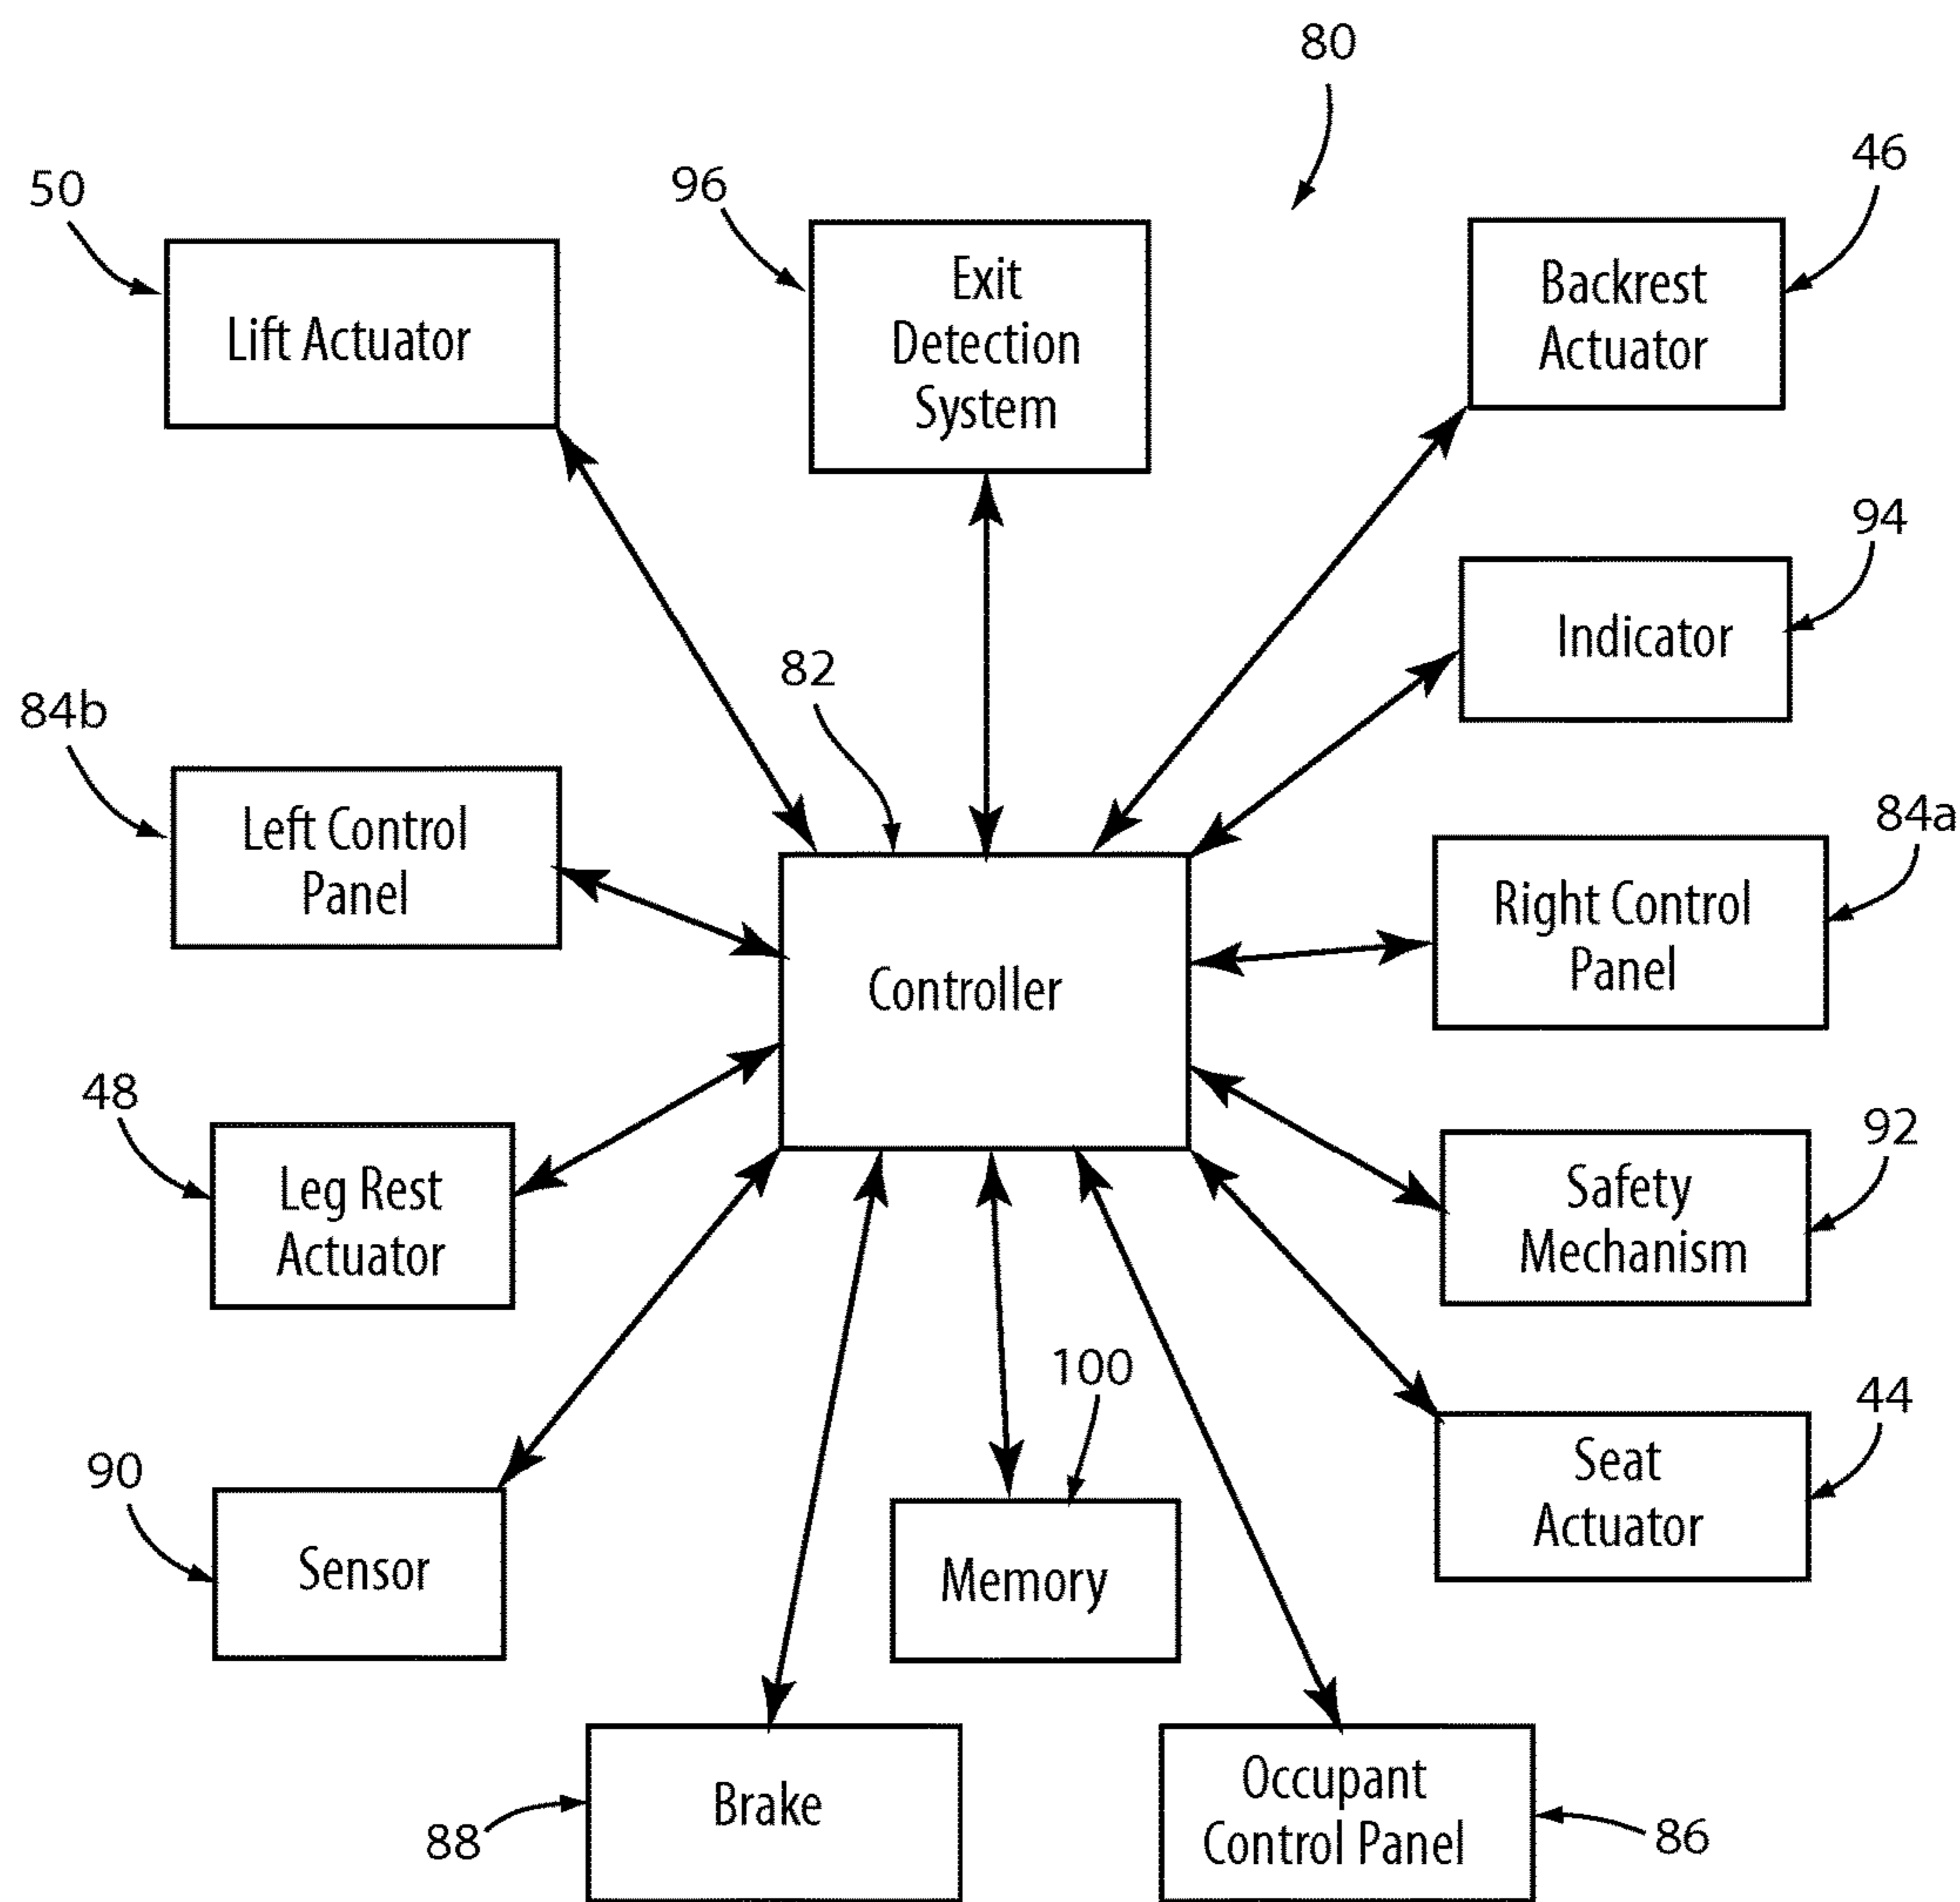 80
50
96
46
Lift Actuator
Exit
Detection
System
Backrest
Actuator
94
Indicator
82
84b
Left Control
Panel
84a
Right Control
Panel
Controller
48
Leg Rest
Actuator
92
Safety
Mechanism
100
44
Seat
Actuator
90
Sensor
Memory
88
Brake
Occupant
Control Panel
86